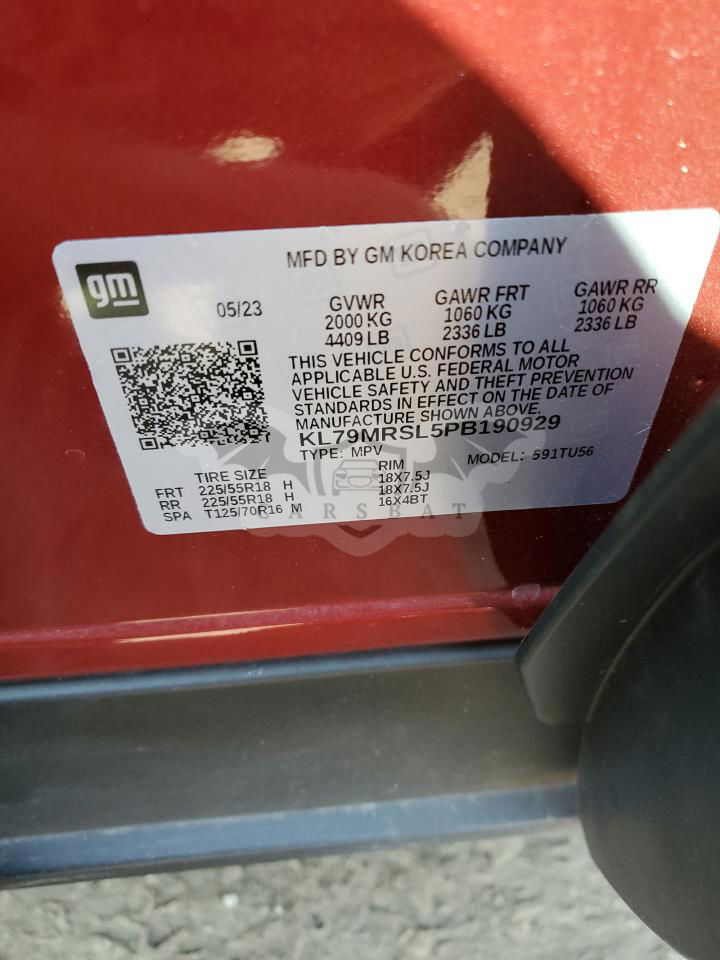 MFD BY GM KOREA COMPANY
gm
05/23
GVWR GAWR FRT GAWR RR
2000 KG 1060 KG 1060 KG
4409 LB 2336 LB 2336 LB
THIS VEHICLE CONFORMS TO ALL
APPLICABLE U.S. FEDERAL MOTOR
VEHICLE SAFETY AND THEFT PREVENTION
STANDARDS IN EFFECT ON THE DATE OF
MANUFACTURE SHOWN ABOVE.
KL79MRSL5PB190929
TYPE: MPV MODEL: 591TU56
TIRE SIZE RIM
FRT 225/55R18 H 18X7.5J
RR 225/55R18 H 18X7.5J
SPA T125/70R16 M 16X4BT
CARSBAT